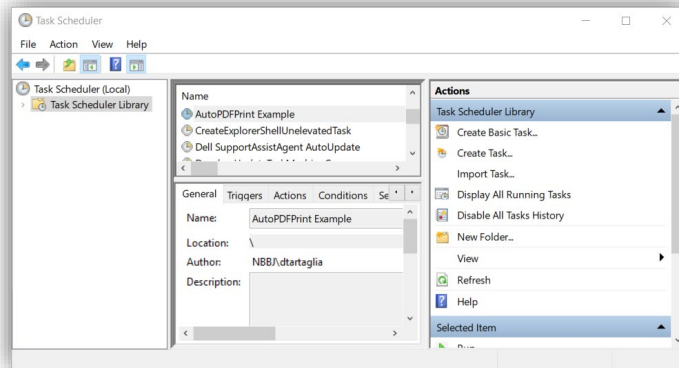 Task Scheduler
File Action View Help
Task Scheduler (Local)
Task Scheduler Library
Name
AutoPDFPrint Example
CreateExplorerShellUnelevatedTask
Dell SupportAssistAgent AutoUpdate
General Triggers Actions Conditions Se
Name: AutoPDFPrint Example
Location: \
Author: NBBJ\dtartaglia
Description:
Actions
Task Scheduler Library
Create Basic Task...
Create Task...
Import Task...
Display All Running Tasks
Disable All Tasks History
New Folder...
View
Refresh
Help
Selected Item